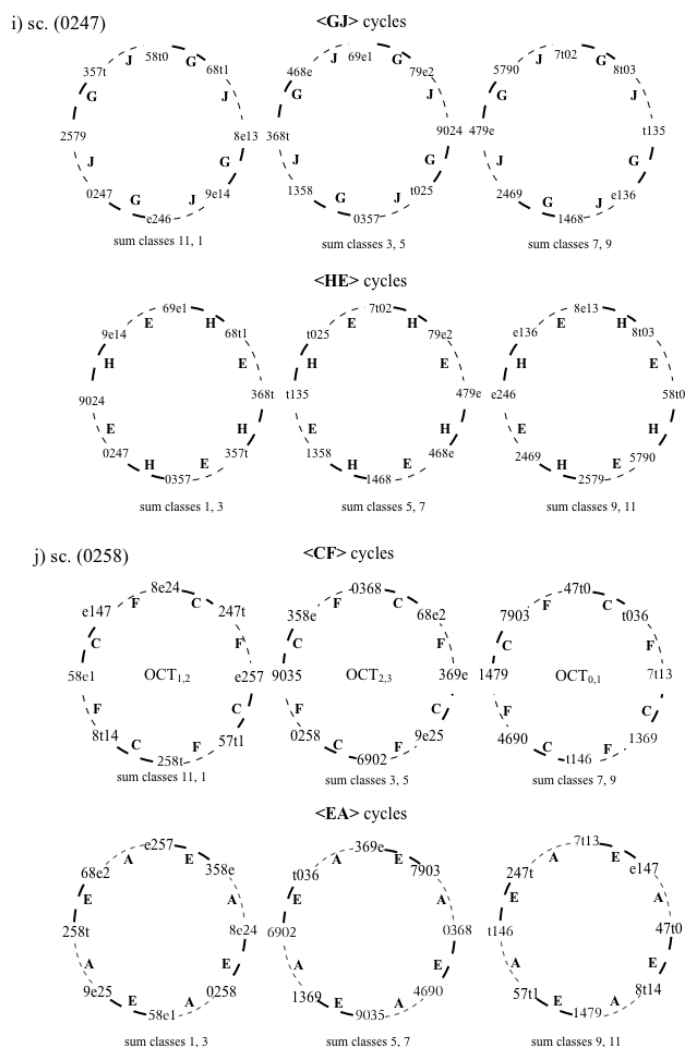 i) sc. (0247) <GJ> cycles
58t0 69e1 7t02
J G J G J G
357t 68t1 468e 79e2 5790 8t03
G J G J G J
2579 8e13 368t 9024 479e t135
J G J G J G
0247 9e14 1358 t025 2469 e136
G J G J G J
e246 0357 1468
sum classes 11, 1 sum classes 3, 5 sum classes 7, 9
<HE> cycles
69e1 7t02 8e13
E H E H E H
9e14 68t1 t025 79e2 e136 8t03
H E H E H E
9024 368t t135 479e e246 58t0
E H E H E H
0247 357t 1358 468e 2469 5790
H E H E H E
0357 1468 2579
sum classes 1, 3 sum classes 5, 7 sum classes 9, 11
j) sc. (0258) <CF> cycles
8e24 0368 47t0
F C F C F C
e147 247t 358e 68e2 7903 t036
C F C F C F
58e1 OCT1,2 e257 9035 OCT2,3 369e 1479 OCT0,1 7t13
F C F C F C
8t14 57t1 0258 9e25 4690 1369
C F C F C F
258t 6902 t146
sum classes 11, 1 sum classes 3, 5 sum classes 7, 9
<EA> cycles
e257 369e 7t13
A E A E A E
68e2 358e t036 7903 247t e147
E A E A E A
258t 8e24 6902 0368 t146 47t0
A E A E A E
9e25 0258 1369 4690 57t1 8t14
E A E A E A
58e1 9035 1479
sum classes 1, 3 sum classes 5, 7 sum classes 9, 11